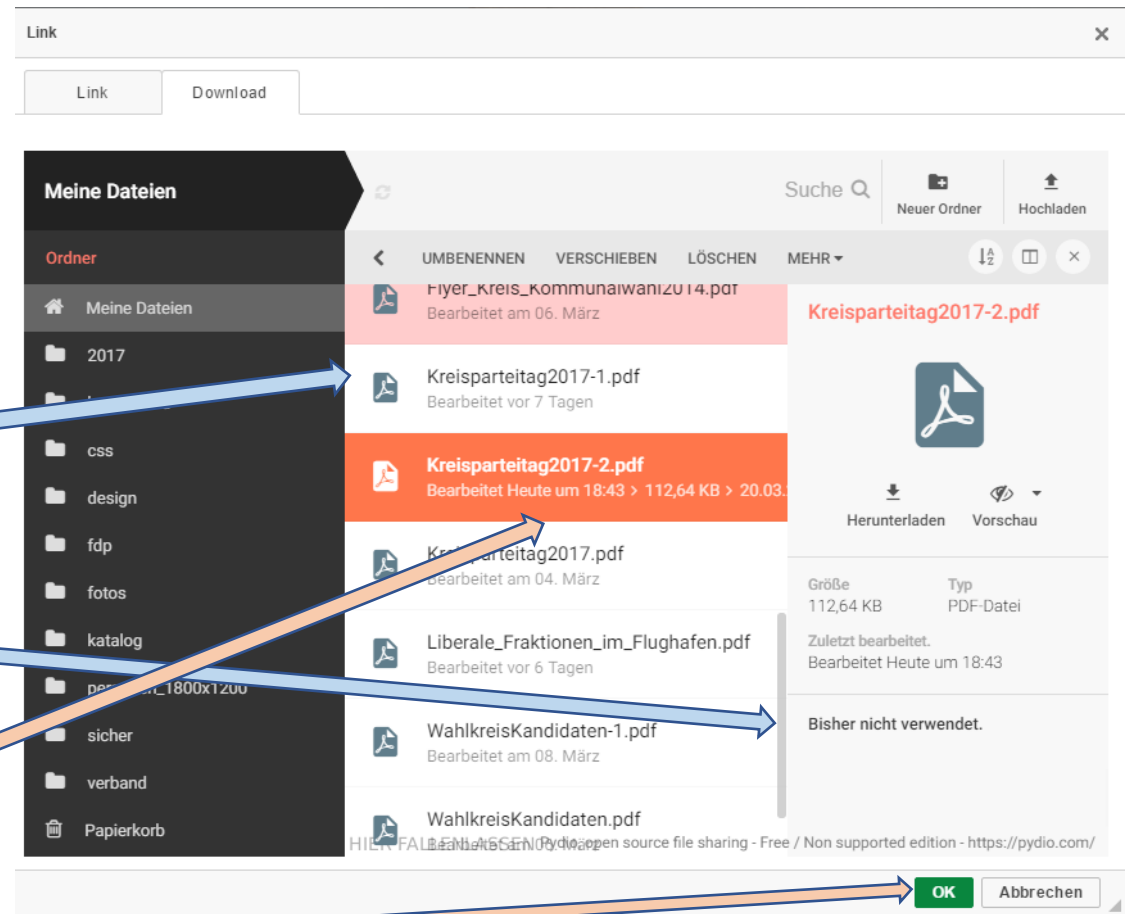 Link ×
Link Download
Meine Dateien
Suche
Neuer Ordner
Hochladen
Ordner
UMBENENNEN VERSCHIEBEN LÖSCHEN MEHR
Meine Dateien
2017
css
design
fdp
fotos
katalog
sicher
verband
Papierkorb
Flyer_Kreis_Kommunalwahl2014.pdf
Bearbeitet am 06. März
Kreisparteitag2017-1.pdf
Bearbeitet vor 7 Tagen
Kreisparteitag2017-2.pdf
Bearbeitet Heute um 18:43 > 112,64 KB > 20.03.
Kreisparteitag2017.pdf
Bearbeitet am 04. März
Liberale_Fraktionen_im_Flughafen.pdf
Bearbeitet vor 6 Tagen
WahlkreisKandidaten-1.pdf
Bearbeitet am 08. März
WahlkreisKandidaten.pdf
HIER FALLENLASSEN Pydio, open source file sharing - Free / Non supported edition - https://pydio.com/
Kreisparteitag2017-2.pdf
Herunterladen Vorschau
Größe Typ
112,64 KB PDF-Datei
Zuletzt bearbeitet.
Bearbeitet Heute um 18:43
Bisher nicht verwendet.
OK Abbrechen